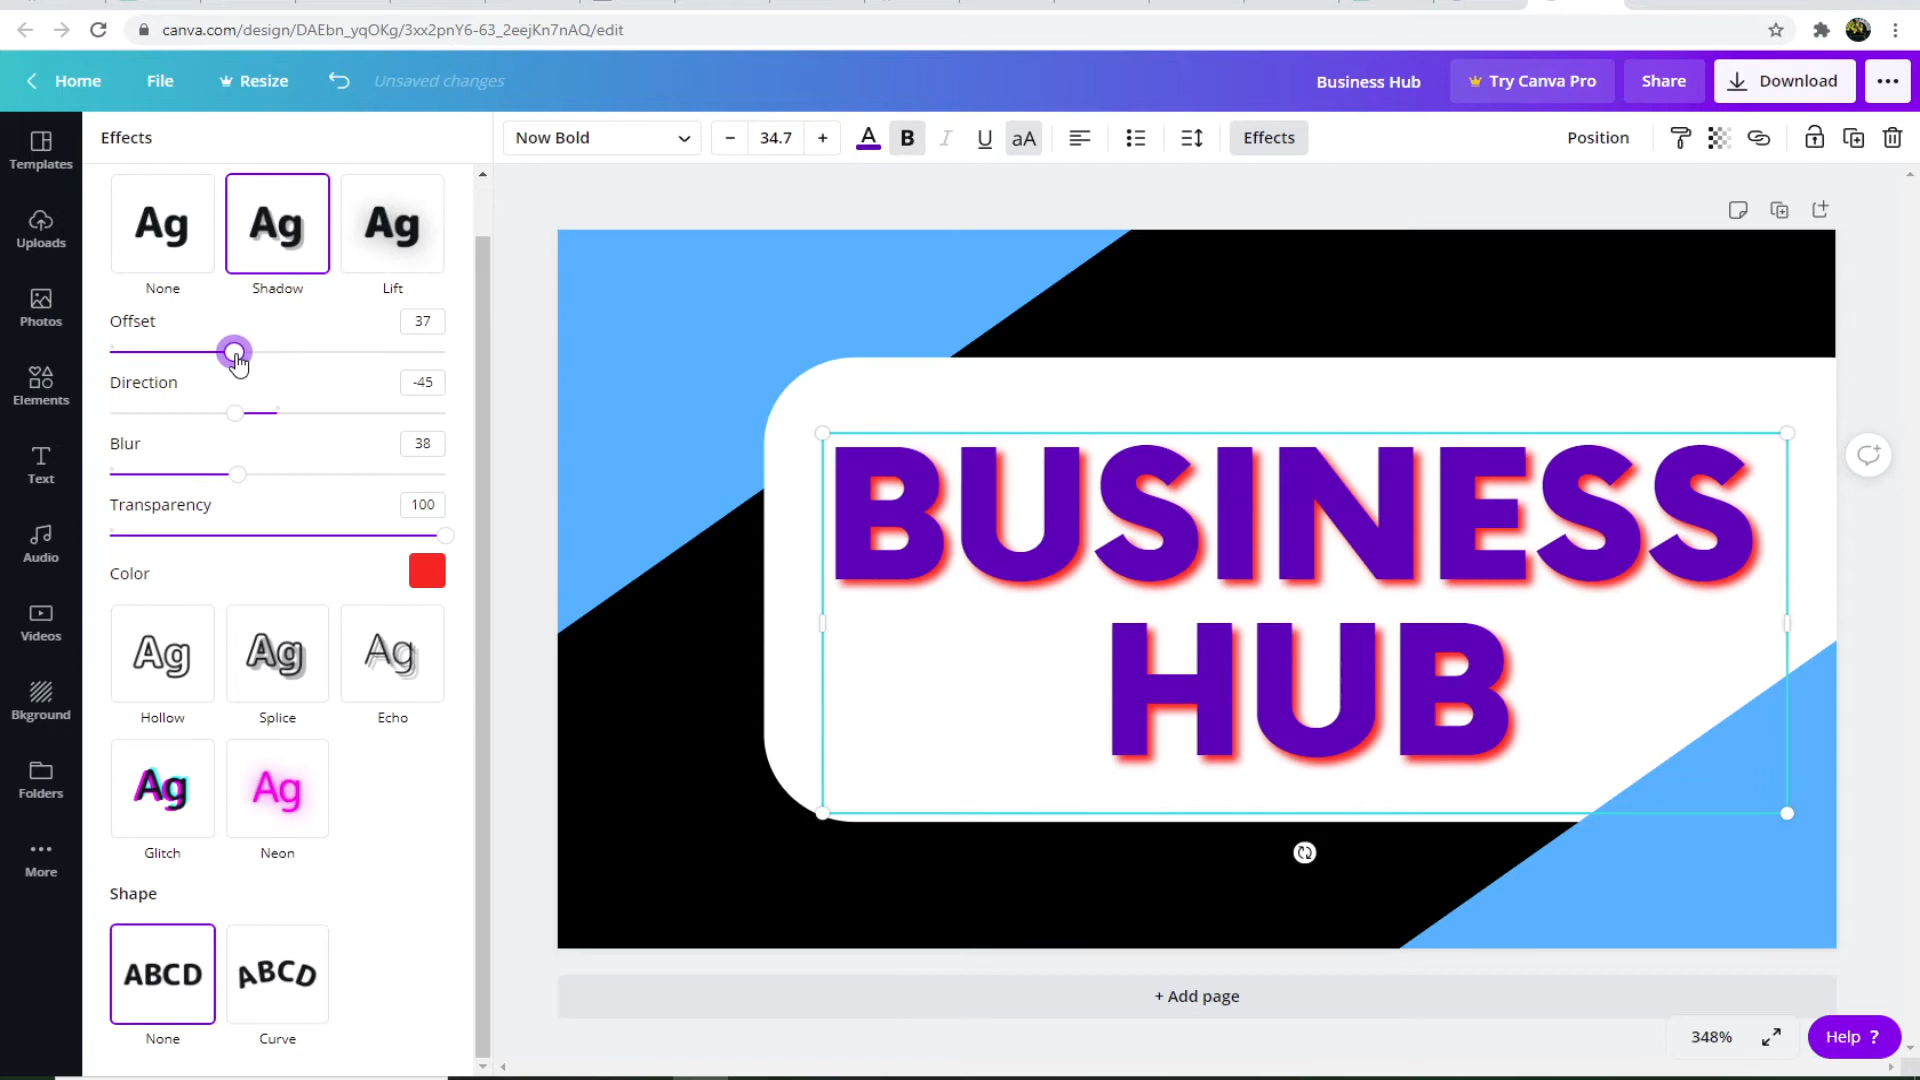 canva.com/design/DAEbn_yqOKg/3xx2pnY6-63_2eejKn7nAQ/edit
Home File Resize Unsaved changes Business Hub Try Canva Pro Share Download
Effects Now Bold - 34.7 + A B I U aA Effects Position
Templates
Uploads
Photos
Elements
Text
Audio
Videos
Bkground
Folders
More
Ag Ag Ag
None Shadow Lift
Offset 37
Direction -45
Blur 38
Transparency 100
Color
Ag Ag Ag
Hollow Splice Echo
Ag Ag
Glitch Neon
Shape
ABCD ABCD
None Curve
BUSINESS
HUB
+ Add page
348% Help ?